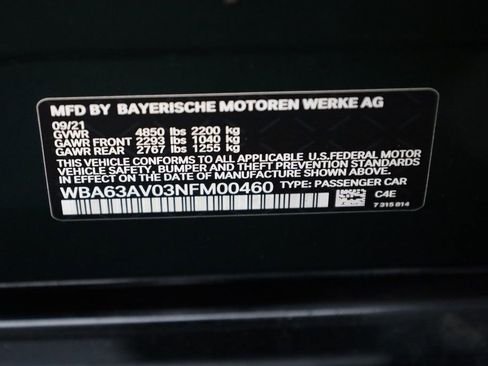 MFD BY BAYERISCHE MOTOREN WERKE AG
09/21
GVWR 4850 lbs 2200 kg
GAWR FRONT 2293 lbs 1040 kg
GAWR REAR 2767 lbs 1255 kg
THIS CONFORMS TO ALL APPLICABLE U.S.FEDERAL MOTOR
VEHICLE SAFETY, BUMPER AND THEFT PREVENTION STANDARDS
IN EFFECT ON THE DATE OF MANUFACTURE SHOWN ABOVE.
WBA63AV03NFM00460 TYPE: PASSENGER CAR
C4E
7 315 014